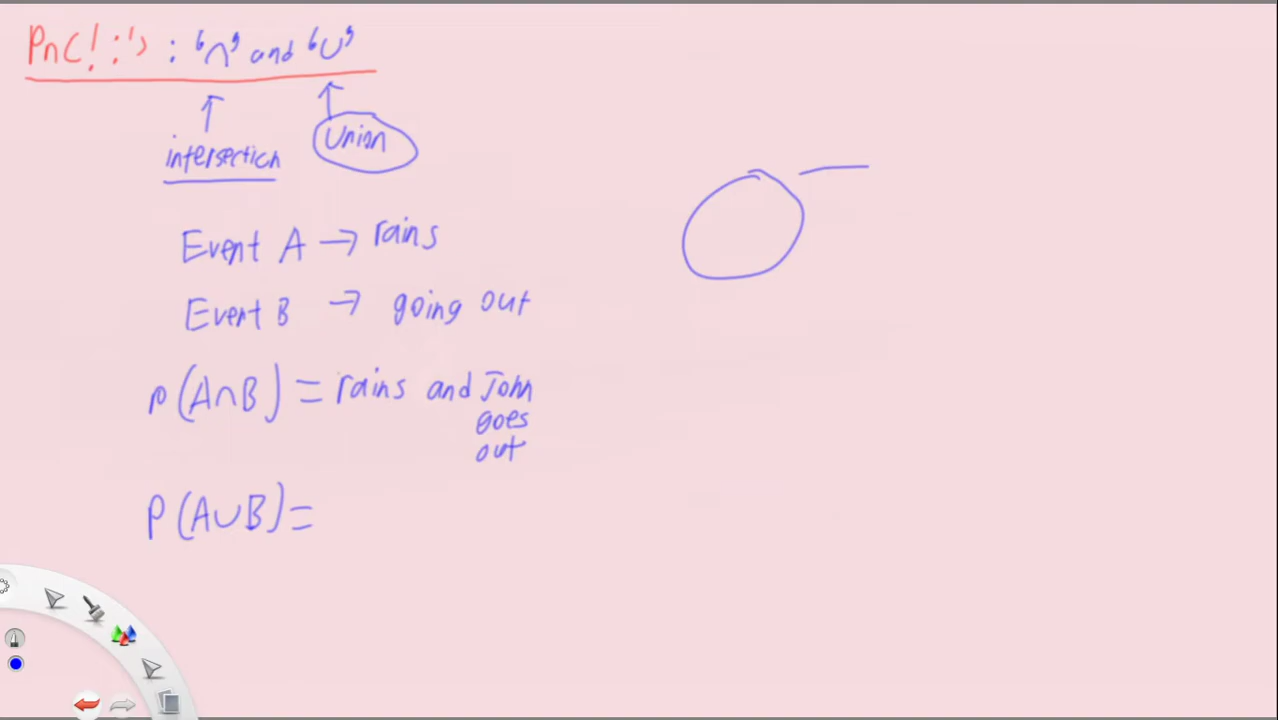 PnC! :'> : '∩' and '∪'
intersection
Union
Event A → rains
Event B → going out
P(A∩B) = rains and John
goes
out
P(A∪B) =